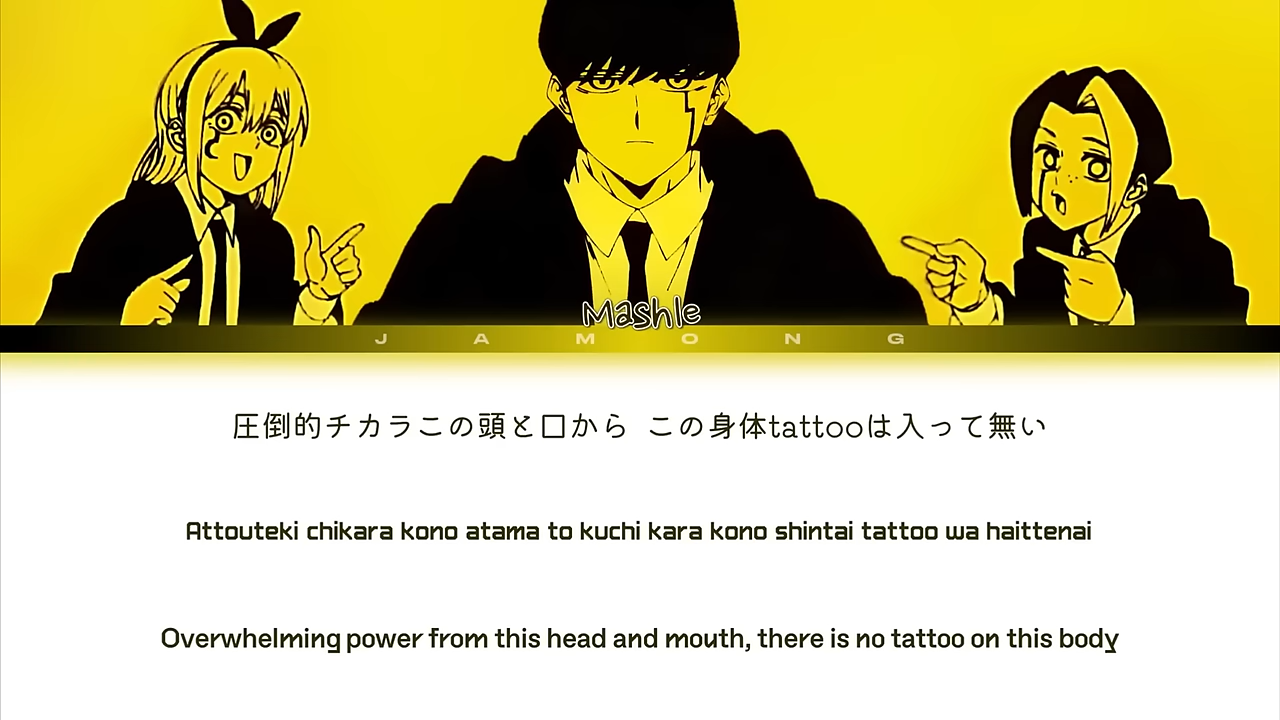 Mashle
JAMONG
圧倒的チカラこの頭と口から この身体tattooは入って無い
Attouteki chikara kono atama to kuchi kara kono shintai tattoo wa haittenai
Overwhelming power from this head and mouth, there is no tattoo on this body